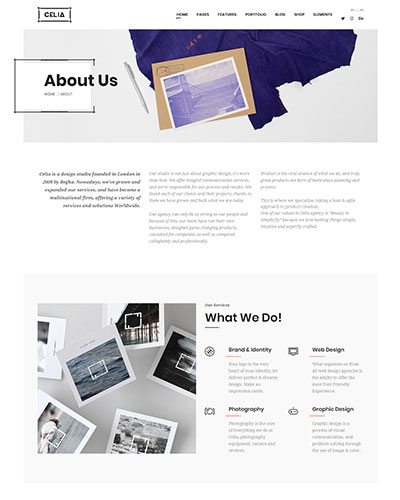 CELIA
HOME PAGES FEATURES PORTFOLIO BLOG SHOP ELEMENTS
About Us
HOME / ABOUT
Celia is a design studio founded in London in
2008 by Begha. Nowadays, we've grown and
expanded our services, and have become a
multinational firm, offering a variety of
services and solutions Worldwide.
Our studio is not just about graphic design; it's more
than that. We offer integral communication services,
and we're responsible for our process and results. We
thank each of our clients and their projects; thanks to
them we have grown and built what we are today.
Our agency can only be as strong as our people and
because of this, our team have run their own
businesses, designed game-changing products,
consulted for companies as well as competed
collegiately and professionally.
Product is the vital essence of what we do, and truly
great products are born of meticulous planning and
process.
This is where we specialize, taking a lean & agile
approach to product creation.
One of our values in Celia agency is "Beauty is
Simplicity" because we love making things simple,
creative and expertly crafted.
Our Services
What We Do!
Brand & Identity
Your logo is the very
heart of your identity, let
deliver perfect & dreamy
design. Make an
Impression cards.
Web Design
What separates us from
all web design agencies is
the ability to offer the
most User Friendly
Experience.
Photography
Photography is the core
of everything we do at
Celia, photography
equipment, camera and
reviews.
Graphic Design
Graphic design is a
process of visual
communication, and
problem-solving through
the use of image & color.